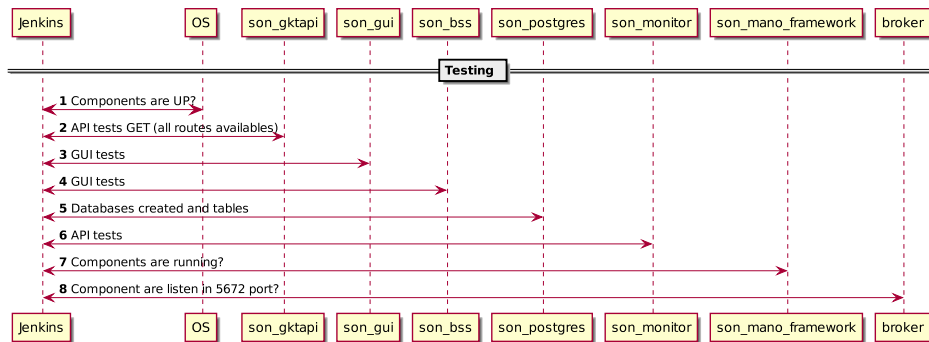 Jenkins OS son_gktapi son_gui son_bss son_postgres son_monitor son_mano_framework broker
Testing
1 Components are UP?
2 API tests GET (all routes availables)
3 GUI tests
4 GUI tests
5 Databases created and tables
6 API tests
7 Components are running?
8 Component are listen in 5672 port?
Jenkins OS son_gktapi son_gui son_bss son_postgres son_monitor son_mano_framework broker